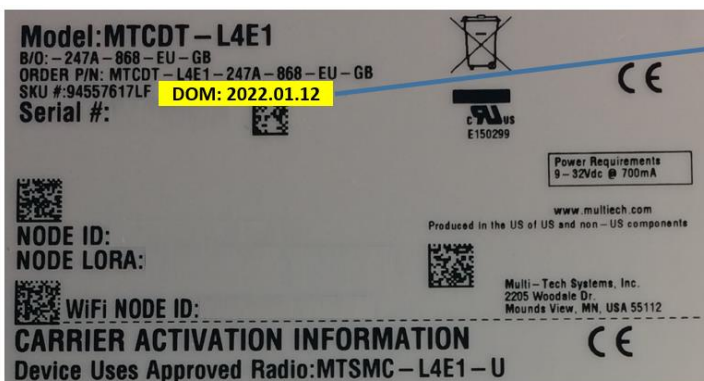 Model:MTCDT-L4E1
B/O:-247A-868-EU-GB
ORDER P/N: MTCDT-L4E1-247A-868-EU-GB
SKU #:94557617LF
DOM: 2022.01.12
Serial #:
CE
c RU us
E150299
Power Requirements
9-32Vdc @ 700mA
www.multiech.com
Produced in the US of US and non-US components
NODE ID:
NODE LORA:
WiFi NODE ID:
Multi-Tech Systems, Inc.
2205 Woodale Dr.
Mounds View, MN, USA 55112
CARRIER ACTIVATION INFORMATION
CE
Device Uses Approved Radio:MTSMC-L4E1-U